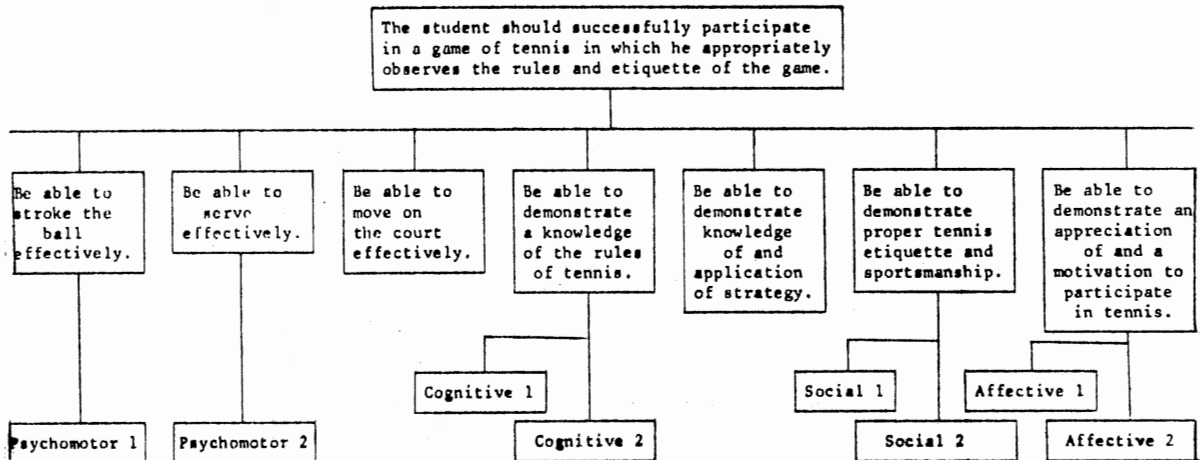 The student should successfully participate
in a game of tennis in which he appropriately
observes the rules and etiquette of the game.
Be able to
stroke the
ball
effectively.
Be able to
serve
effectively.
Be able to
move on
the court
effectively.
Be able to
demonstrate
a knowledge
of the rules
of tennis.
Be able to
demonstrate
knowledge
of and
application
of strategy.
Be able to
demonstrate
proper tennis
etiquette and
sportsmanship.
Be able to
demonstrate an
appreciation
of and a
motivation to
participate
in tennis.
Cognitive 1
Social 1
Affective 1
Psychomotor 1
Psychomotor 2
Cognitive 2
Social 2
Affective 2